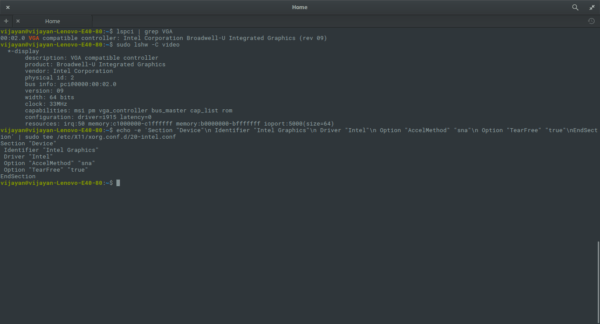 Home
Home
vijayan@vijayan-Lenovo-E40-80:~$ lspci | grep VGA
00:02.0 VGA compatible controller: Intel Corporation Broadwell-U Integrated Graphics (rev 09)
vijayan@vijayan-Lenovo-E40-80:~$ sudo lshw -C video
*-display
description: VGA compatible controller
product: Broadwell-U Integrated Graphics
vendor: Intel Corporation
physical id: 2
bus info: pci@0000:00:02.0
version: 09
width: 64 bits
clock: 33MHz
capabilities: msi pm vga_controller bus_master cap_list rom
configuration: driver=i915 latency=0
resources: irq:50 memory:c1000000-c1ffffff memory:b0000000-bfffffff ioport:5000(size=64)
vijayan@vijayan-Lenovo-E40-80:~$ echo -e 'Section "Device"\n Identifier "Intel Graphics"\n Driver "Intel"\n Option "AccelMethod" "sna"\n Option "TearFree" "true"\nEndSect
ion' | sudo tee /etc/X11/xorg.conf.d/20-intel.conf
Section "Device"
Identifier "Intel Graphics"
Driver "Intel"
Option "AccelMethod" "sna"
Option "TearFree" "true"
EndSection
vijayan@vijayan-Lenovo-E40-80:~$